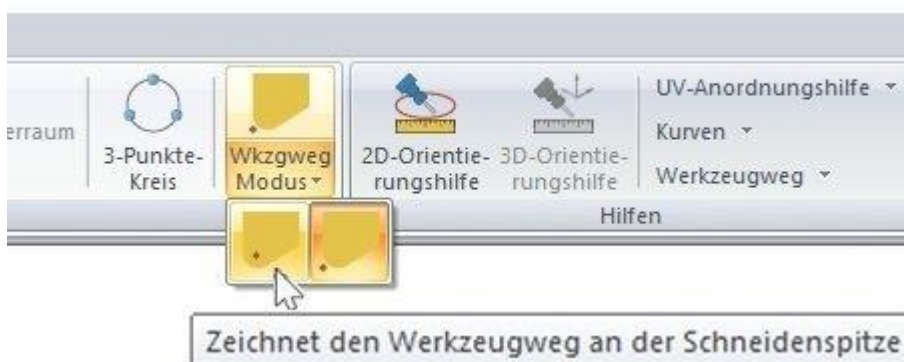 erraum
3-Punkte-
Kreis
Wkzgweg
Modus
2D-Orientie-
rungshilfe
3D-Orientie-
rungshilfe
UV-Anordnungshilfe
Kurven
Werkzeugweg
Hilfen
Zeichnet den Werkzeugweg an der Schneidenspitze